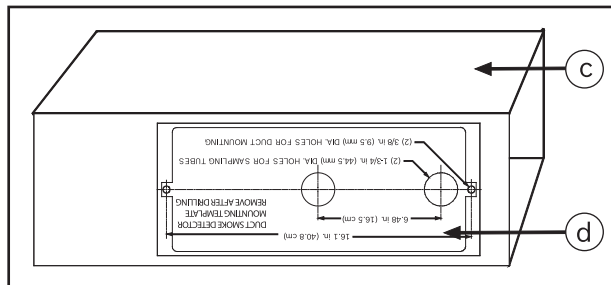 c
d
(2) 3/8 in. (9.5 mm) DIA. HOLES FOR DUCT MOUNTING
(2) 1-3/4 in. (44.5 mm) DIA. HOLES FOR SAMPLING TUBES
DUCT SMOKE DETECTOR
MOUNTING TEMPLATE
REMOVE AFTER DRILLING
6.48 in. (16.5 cm)
16.1 in. (40.8 cm)